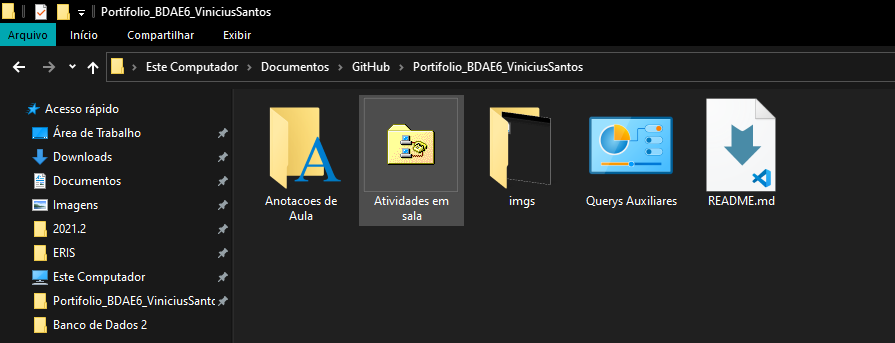 Portifolio_BDAE6_ViniciusSantos
Arquivo Início Compartilhar Exibir
Este Computador Documentos GitHub Portifolio_BDAE6_ViniciusSantos
Acesso rápido
Área de Trabalho
Downloads
Documentos
Imagens
2021.2
ERIS
Este Computador
Portifolio_BDAE6_ViniciusSanto
Banco de Dados 2
Anotacoes de
Aula
Atividades em
sala
imgs
Querys Auxiliares
README.md